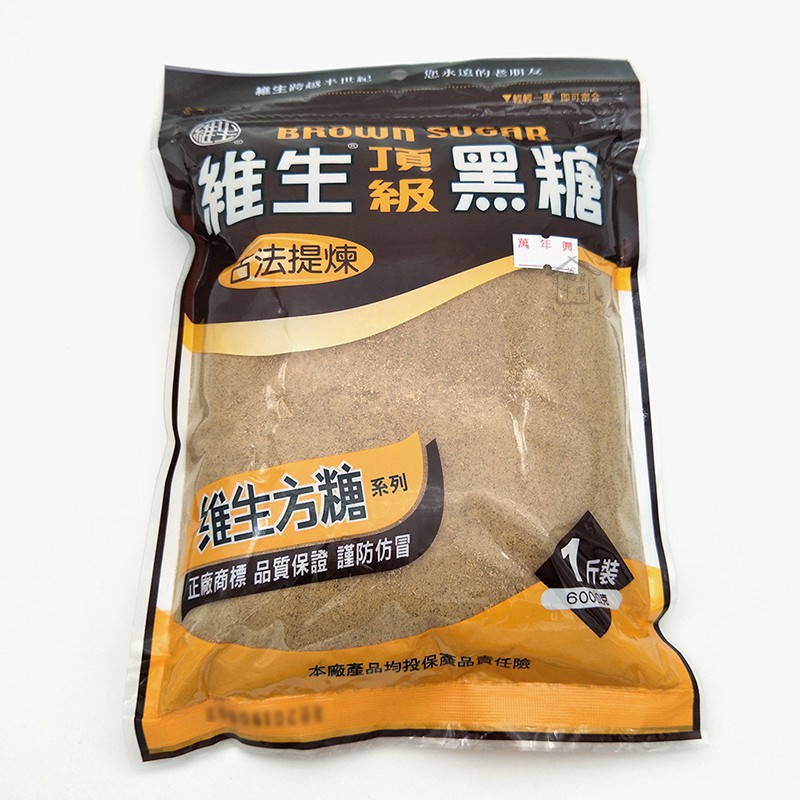 維生跨越半世紀 您永遠的老朋友
▼輕輕一壓 即可密合
維生®
BROWN SUGAR
維生®頂級黑糖
古法提煉
萬年興
維生方糖系列
正廠商標 品質保證 謹防仿冒
1斤裝
600公克
本廠產品均投保產品責任險